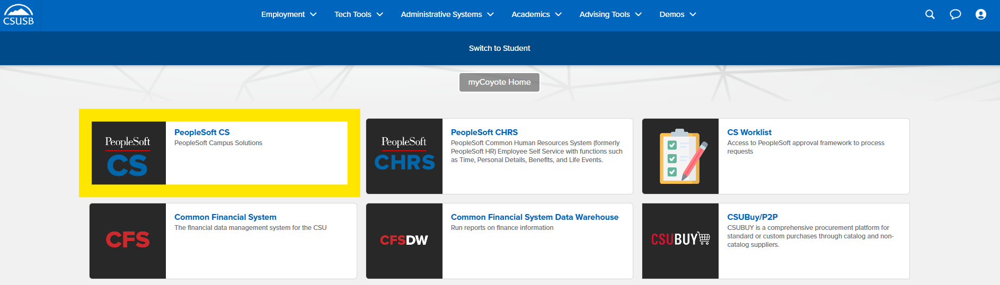 CSUSB
Employment
Tech Tools
Administrative Systems
Academics
Advising Tools
Demos
Switch to Student
myCoyote Home
PeopleSoft
CS
PeopleSoft CS
PeopleSoft Campus Solutions
PeopleSoft
CHRS
PeopleSoft CHRS
PeopleSoft Common Human Resources System (formerly
PeopleSoft HR) Employee Self Service with functions such
as Time, Personal Details, Benefits, and Life Events.
CS Worklist
Access to PeopleSoft approval framework to process
requests
CFS
Common Financial System
The financial data management system for the CSU
CFSDW
Common Financial System Data Warehouse
Run reports on finance information
CSUBUY
CSUBuy/P2P
CSUBUY is a comprehensive procurement platform for
standard or custom purchases through catalog and non-
catalog suppliers.